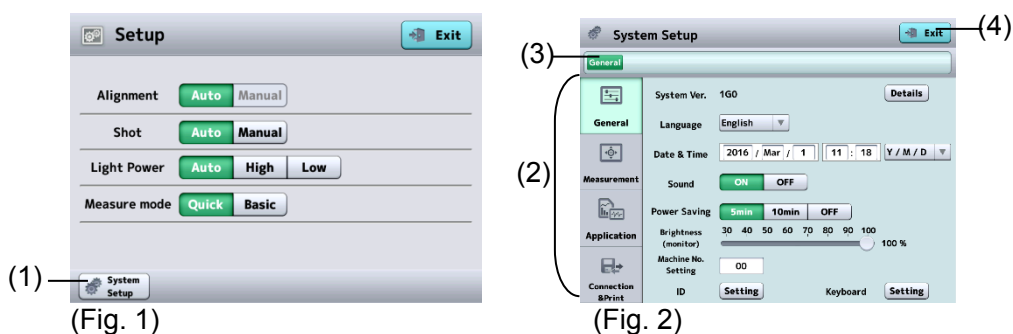 Setup
Exit
Alignment Auto Manual
Shot Auto Manual
Light Power Auto High Low
Measure mode Quick Basic
(1)
System
Setup
(Fig. 1)
System Setup
Exit
(4)
(3)
General
(2)
General
Measurement
Application
Connection
&Print
System Ver. 1G0 Details
Language English
Date & Time 2016 / Mar / 1 11 : 18 Y / M / D
Sound ON OFF
Power Saving 5min 10min OFF
Brightness
(monitor)
30 40 50 60 70 80 90 100
100 %
Machine No.
Setting
00
ID Setting Keyboard Setting
(Fig. 2)